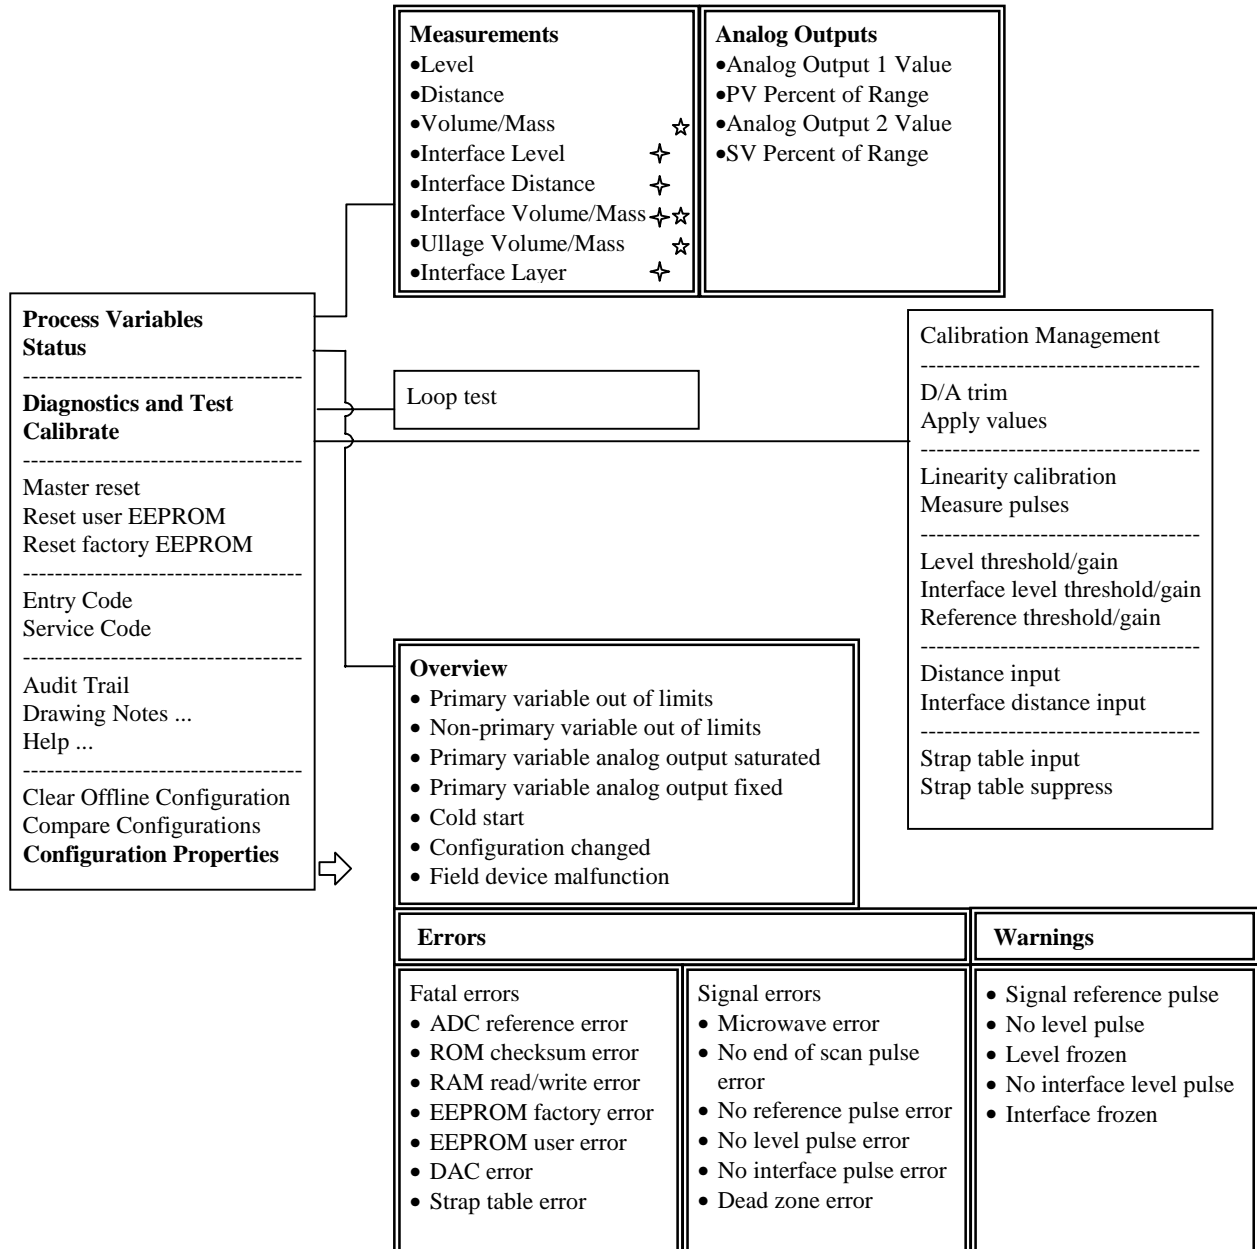 Measurements
•Level
•Distance
•Volume/Mass ☆
•Interface Level ✧
•Interface Distance ✧
•Interface Volume/Mass ✧☆
•Ullage Volume/Mass ☆
•Interface Layer ✧
Analog Outputs
•Analog Output 1 Value
•PV Percent of Range
•Analog Output 2 Value
•SV Percent of Range
Process Variables
Status
-------------------------------
Diagnostics and Test
Calibrate
-------------------------------
Master reset
Reset user EEPROM
Reset factory EEPROM
-------------------------------
Entry Code
Service Code
-------------------------------
Audit Trail
Drawing Notes ...
Help ...
-------------------------------
Clear Offline Configuration
Compare Configurations
Configuration Properties
Loop test
Calibration Management
-------------------------------
D/A trim
Apply values
-------------------------------
Linearity calibration
Measure pulses
-------------------------------
Level threshold/gain
Interface level threshold/gain
Reference threshold/gain
-------------------------------
Distance input
Interface distance input
-------------------------------
Strap table input
Strap table suppress
Overview
• Primary variable out of limits
• Non-primary variable out of limits
• Primary variable analog output saturated
• Primary variable analog output fixed
• Cold start
• Configuration changed
• Field device malfunction
Errors
Fatal errors
• ADC reference error
• ROM checksum error
• RAM read/write error
• EEPROM factory error
• EEPROM user error
• DAC error
• Strap table error
Signal errors
• Microwave error
• No end of scan pulse
error
• No reference pulse error
• No level pulse error
• No interface pulse error
• Dead zone error
Warnings
• Signal reference pulse
• No level pulse
• Level frozen
• No interface level pulse
• Interface frozen